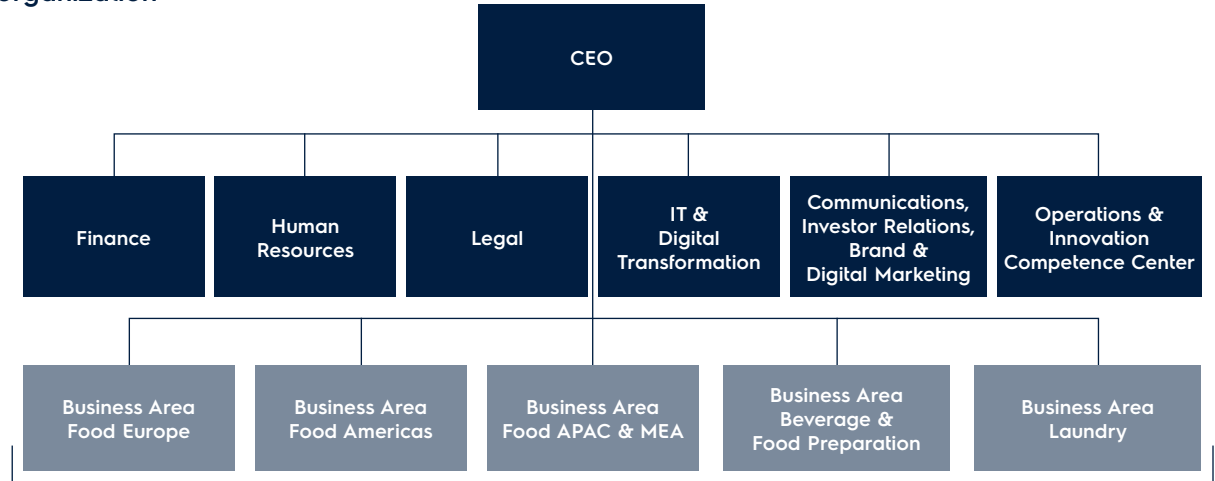 organization
CEO
Finance
Human
Resources
Legal
IT &
Digital
Transformation
Communications,
Investor Relations,
Brand &
Digital Marketing
Operations &
Innovation
Competence Center
Business Area
Food Europe
Business Area
Food Americas
Business Area
Food APAC & MEA
Business Area
Beverage &
Food Preparation
Business Area
Laundry